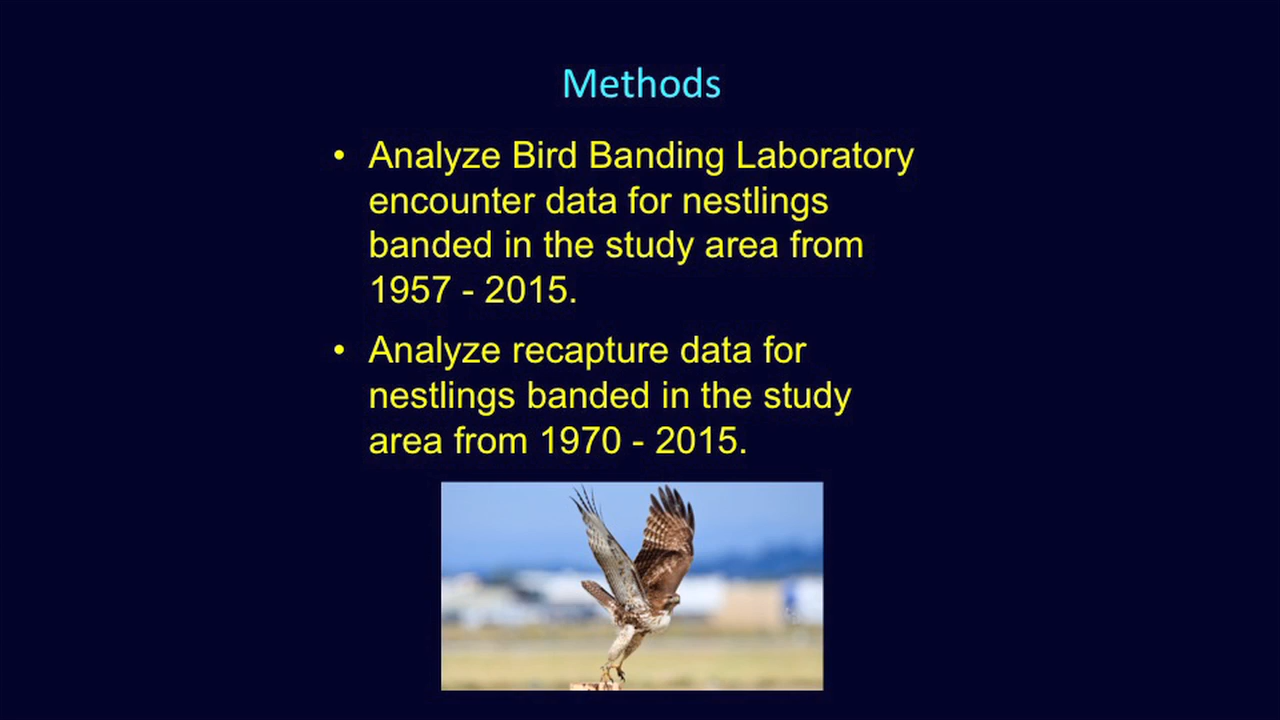 Methods
• Analyze Bird Banding Laboratory
encounter data for nestlings
banded in the study area from
1957 - 2015.
• Analyze recapture data for
nestlings banded in the study
area from 1970 - 2015.